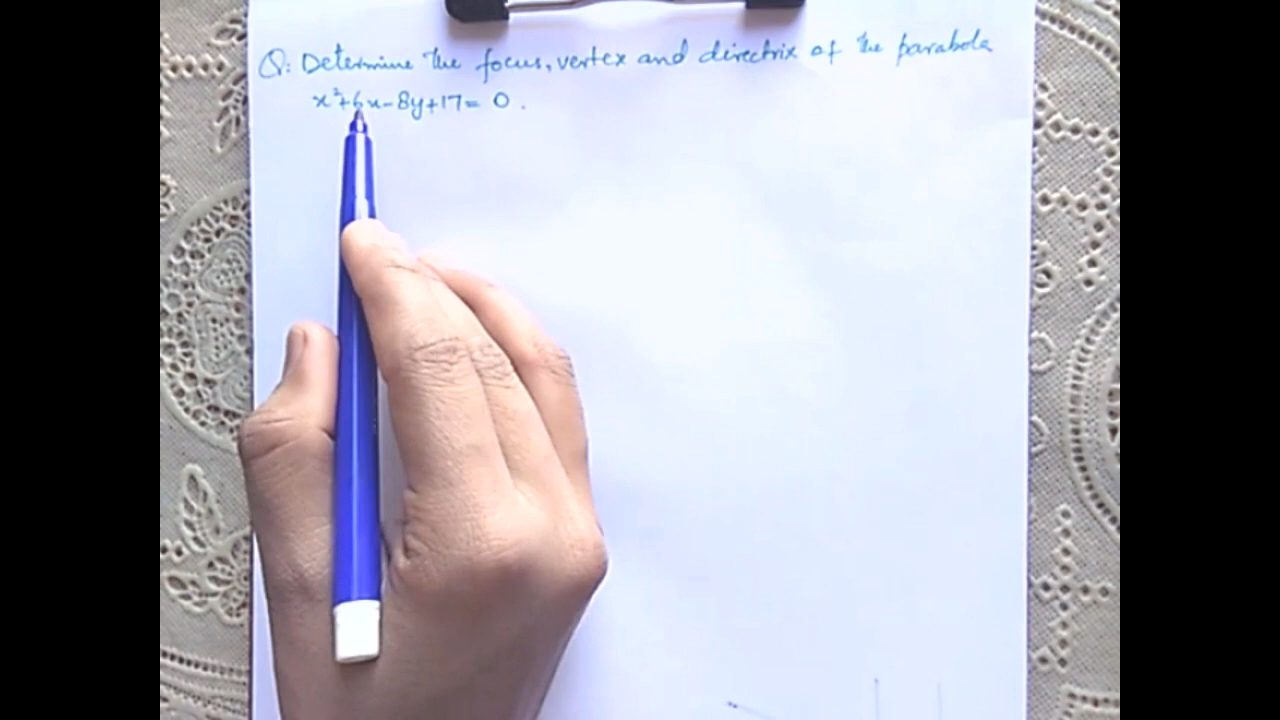 Q: Determine the focus, vertex and directrix of the parabola
x²+6x-8y+17= 0.